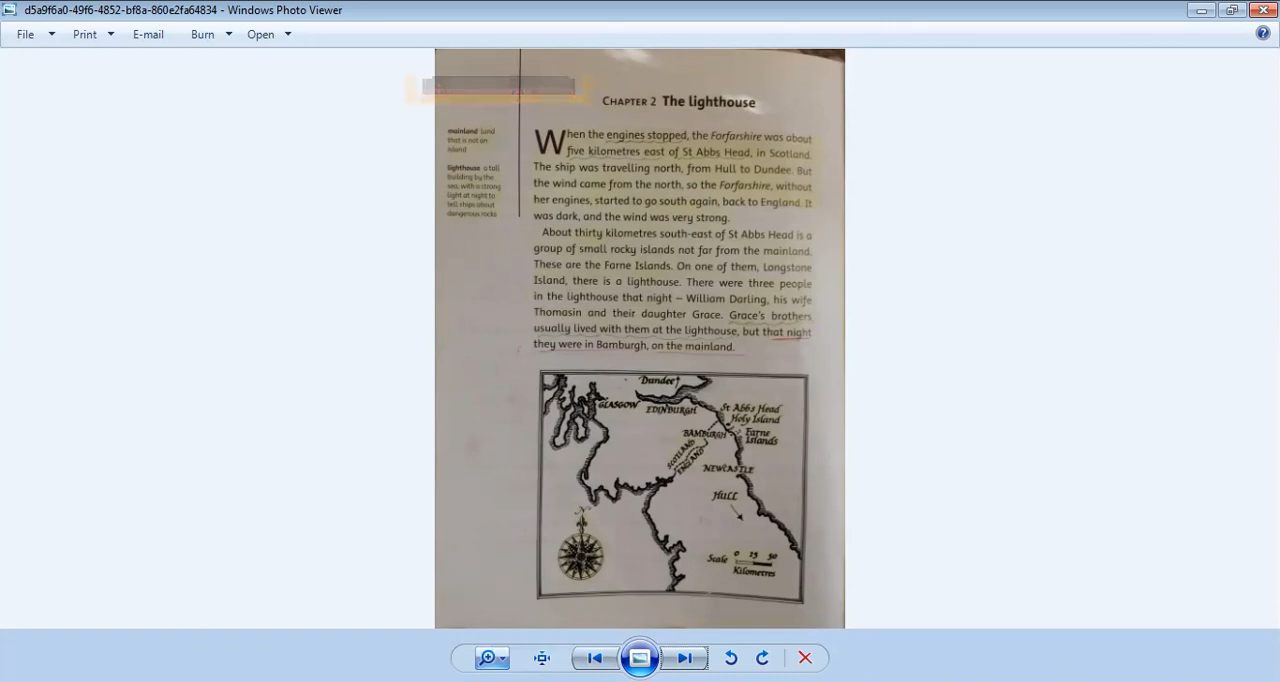 d5a9f6a0-49f6-4852-bf8a-860e2fa64834 - Windows Photo Viewer
File Print E-mail Burn Open
CHAPTER 2 The lighthouse
mainland land
that is not an
island
lighthouse a tall
building by the
sea, with a strong
light at night to
tell ships about
dangerous rocks
When the engines stopped, the Forfarshire was about
five kilometres east of St Abbs Head, in Scotland.
The ship was travelling north, from Hull to Dundee. But
the wind came from the north, so the Forfarshire, without
her engines, started to go south again, back to England. It
was dark, and the wind was very strong.
About thirty kilometres south-east of St Abbs Head is a
group of small rocky islands not far from the mainland.
These are the Farne Islands. On one of them, Longstone
Island, there is a lighthouse. There were three people
in the lighthouse that night – William Darling, his wife
Thomasin and their daughter Grace. Grace's brothers
usually lived with them at the lighthouse, but that night
they were in Bamburgh, on the mainland.
Dundee
GLASGOW
EDINBURGH
St Abbs Head
Holy Island
BAMBURGH
Farne
Islands
SCOTLAND
ENGLAND
NEWCASTLE
HULL
N
Scale 0 25 50
Kilometres